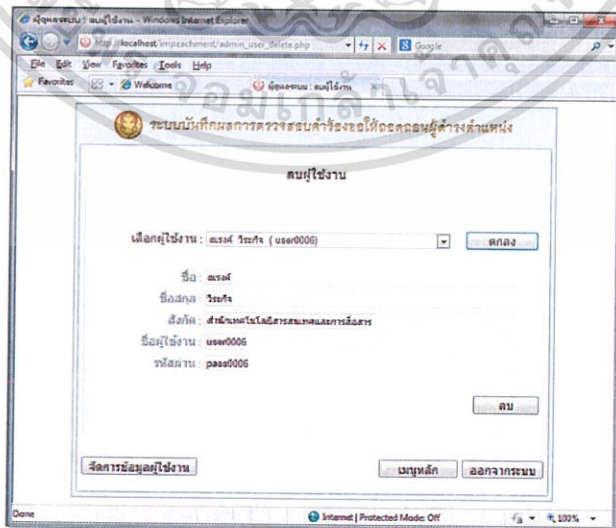 ผู้ดูแลระบบ : ลบผู้ใช้งาน - Windows Internet Explorer
http://localhost/impeachment/admin_user_delete.php
Google
File Edit View Favorites Tools Help
Favorites
Welcome
ผู้ดูแลระบบ : ลบผู้ใช้งาน
ระบบบันทึกผลการตรวจสอบคำร้องขอให้ถอดถอนผู้ดำรงตำแหน่ง
ลบผู้ใช้งาน
เลือกผู้ใช้งาน : ณรงค์ วีระกิจ ( user0006)
ตกลง
ชื่อ : ณรงค์
ชื่อสกุล : วีระกิจ
สังกัด : สำนักเทคโนโลยีสารสนเทศและการสื่อสาร
ชื่อผู้ใช้งาน : user0006
รหัสผ่าน : pass0006
ลบ
จัดการข้อมูลผู้ใช้งาน
เมนูหลัก
ออกจากระบบ
Done
Internet | Protected Mode: Off
100%